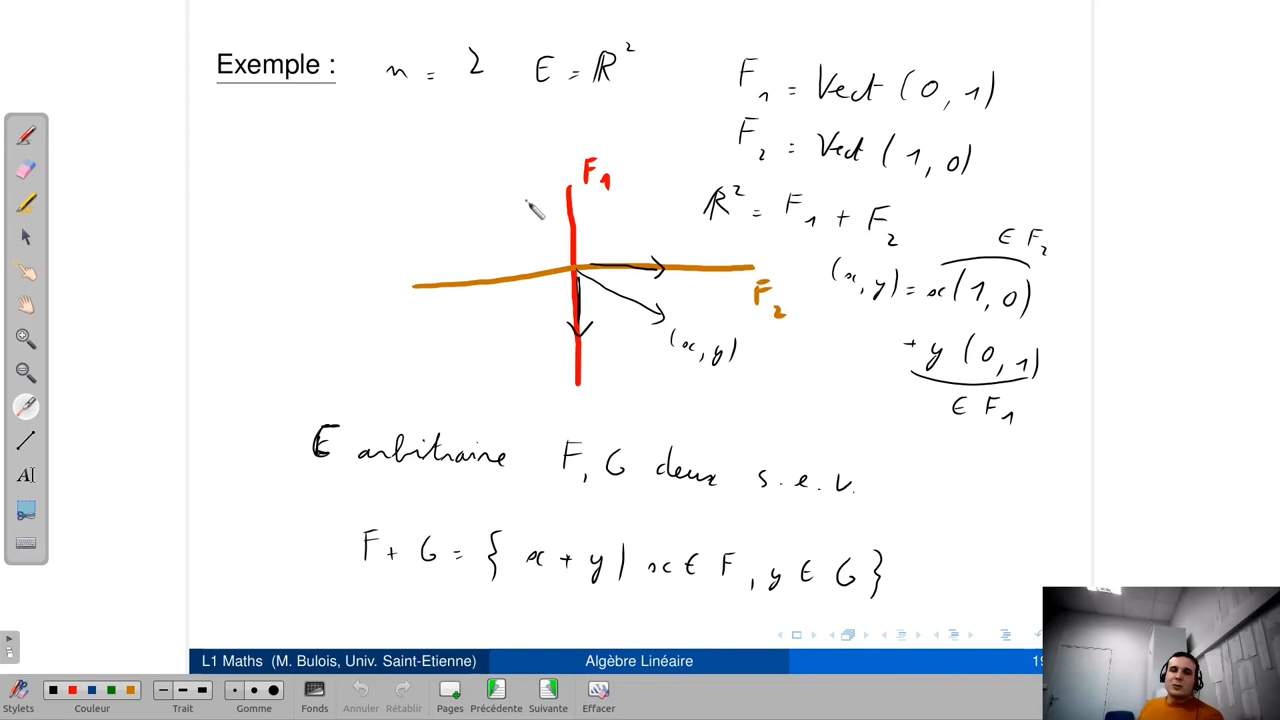 Exemple : n = 2 E = ℝ²
F₁ = Vect (0, 1)
F₂ = Vect (1, 0)
ℝ² = F₁ + F₂
∈ F₂
(x, y) = x(1, 0)
+ y (0, 1)
∈ F₁
F₁
F₂
(x, y)
E arbitraire F, G deux s.e.v.
F + G = { x + y | x ∈ F, y ∈ G }
L1 Maths (M. Bulois, Univ. Saint-Etienne) Algèbre Linéaire 19
AI
Stylets Couleur Trait Gomme Fonds Annuler Rétablir Pages Précédente Suivante Effacer